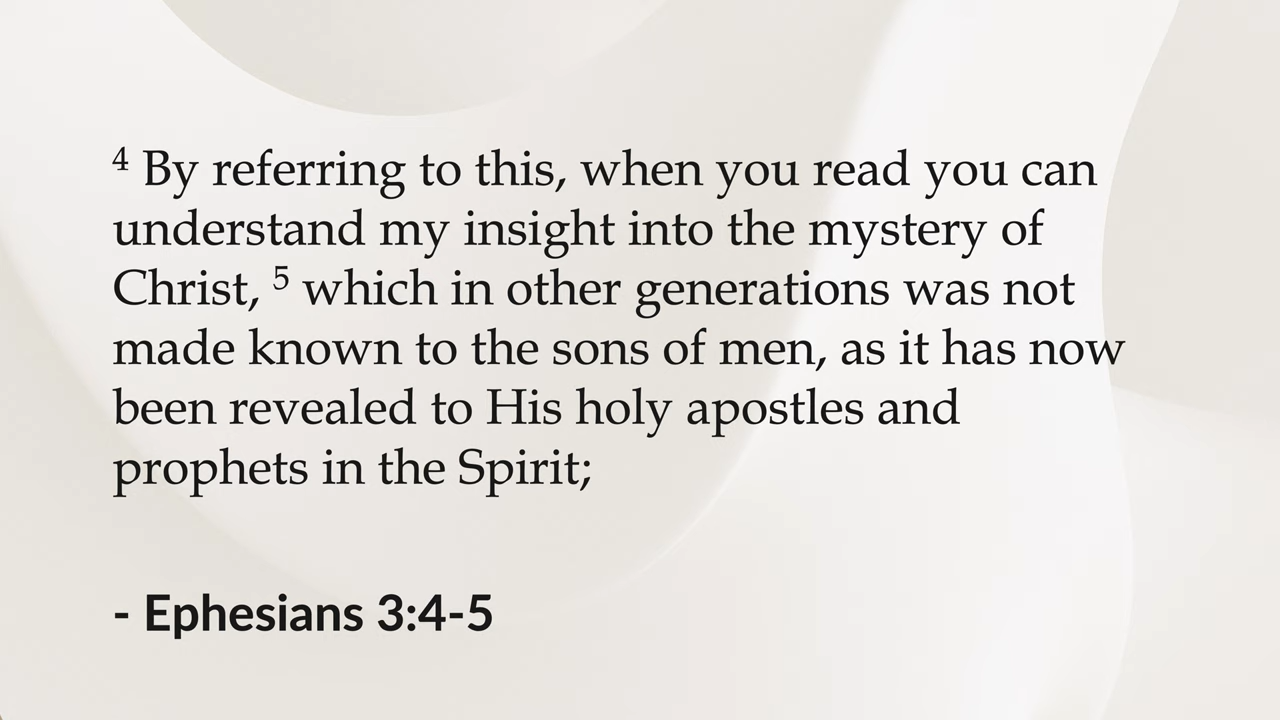 4 By referring to this, when you read you can
understand my insight into the mystery of
Christ, 5 which in other generations was not
made known to the sons of men, as it has now
been revealed to His holy apostles and
prophets in the Spirit;
- Ephesians 3:4-5